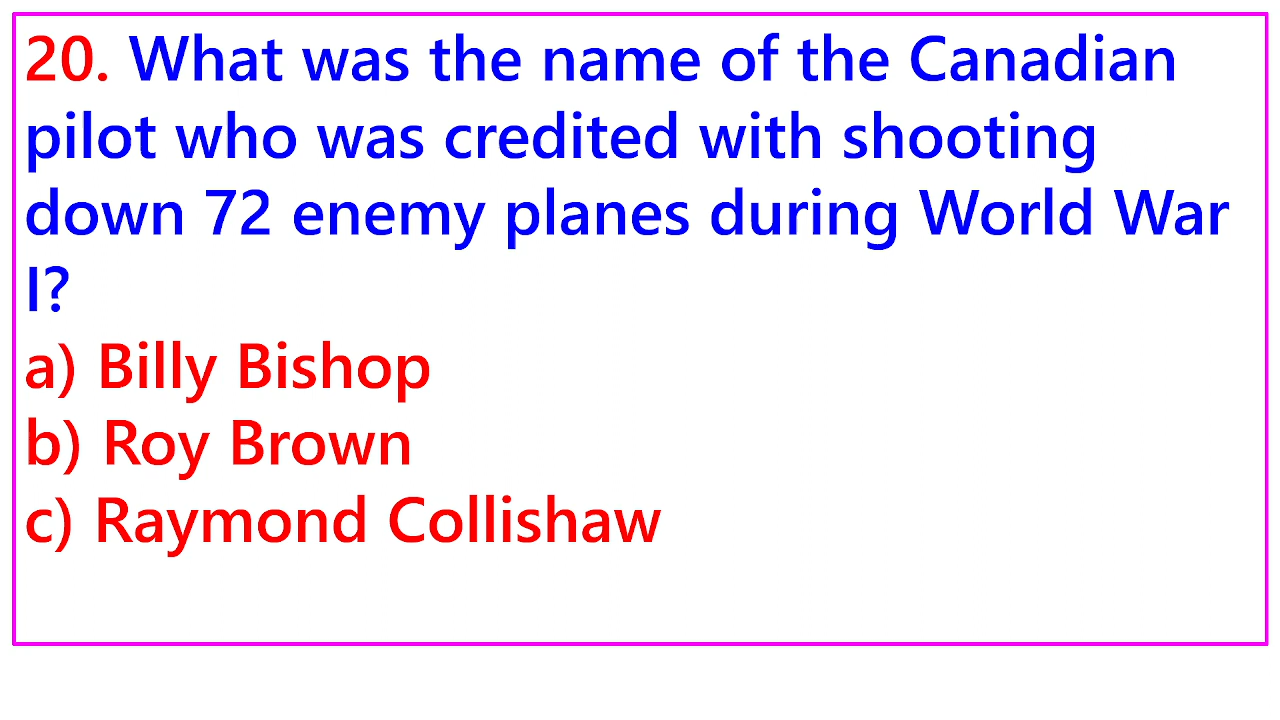 20. What was the name of the Canadian
pilot who was credited with shooting
down 72 enemy planes during World War
I?
a) Billy Bishop
b) Roy Brown
c) Raymond Collishaw